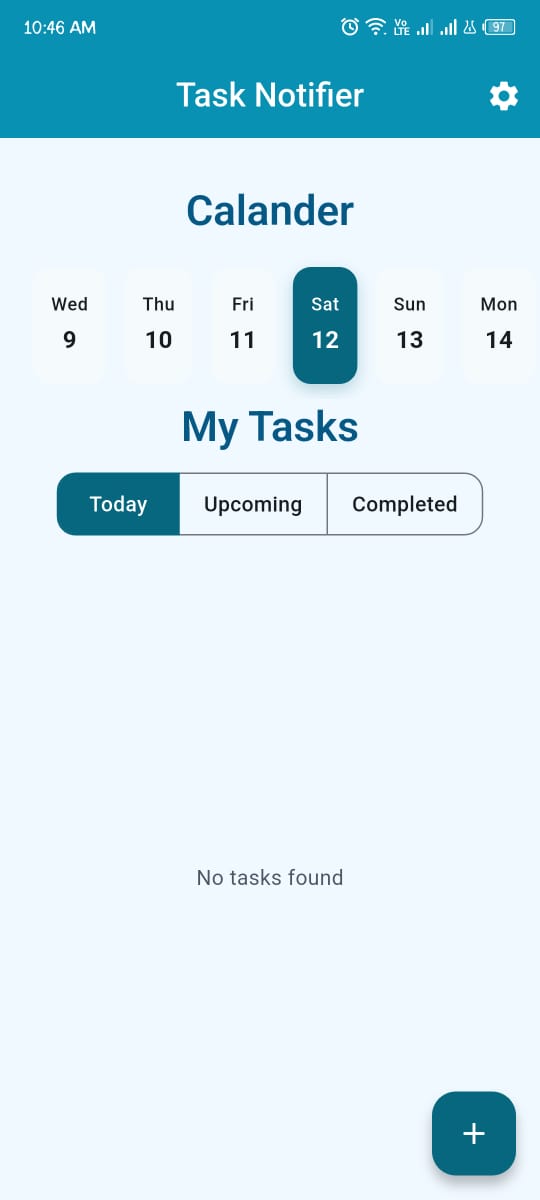 10:46 AM Vo LTE 97
Task Notifier
Calander
Wed Thu Fri Sat Sun Mon
9 10 11 12 13 14
My Tasks
Today Upcoming Completed
No tasks found
+